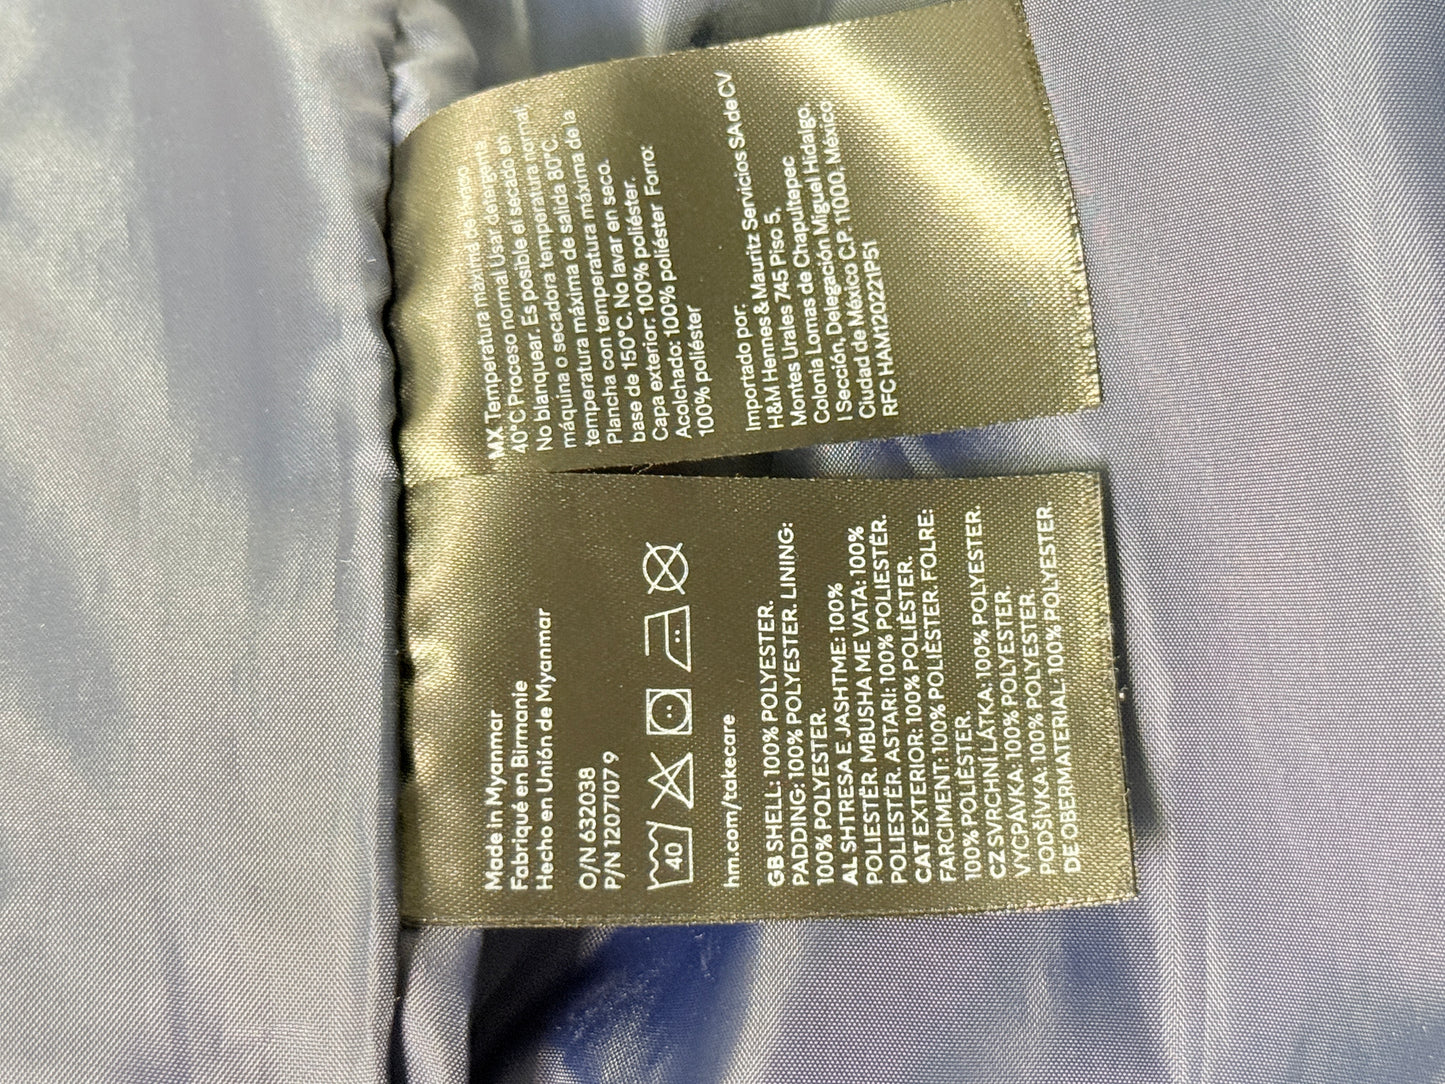 Made in Myanmar
Fabriqué en Birmanie
Hecho en Unión de Myanmar
O/N 632038
P/N 1207107 9
40
hm.com/takecare
GB SHELL: 100% POLYESTER.
PADDING: 100% POLYESTER. LINING:
100% POLYESTER.
AL SHTRESA E JASHTME: 100%
POLIESTËR. MBUSHA ME VATA: 100%
POLIESTËR. ASTARI: 100% POLIESTËR.
CAT EXTERIOR: 100% POLIÈSTER.
FARCIMENT: 100% POLIÈSTER. FOLRE:
100% POLIÈSTER.
CZ SVRCHNÍ LÁTKA: 100% POLYESTER.
VYCPÁVKA: 100% POLYESTER.
PODŠÍVKA: 100% POLYESTER.
DE OBERMATERIAL: 100% POLYESTER.
MX Temperatura máxima de lavado
40°C Proceso normal Usar detergente
No blanquear. Es posible el secado en
máquina o secadora temperatura normal;
temperatura máxima de salida 80°C.
Plancha con temperatura máxima de la
base de 150°C. No lavar en seco.
Capa exterior: 100% poliéster.
Acolchado: 100% poliéster Forro:
100% poliéster
Importado por:
H&M Hennes & Mauritz Servicios SA de CV
Montes Urales 745 Piso 5,
Colonia Lomas de Chapultepec
I Sección, Delegación Miguel Hidalgo,
Ciudad de México C.P. 11000, México
RFC HAM120221P51